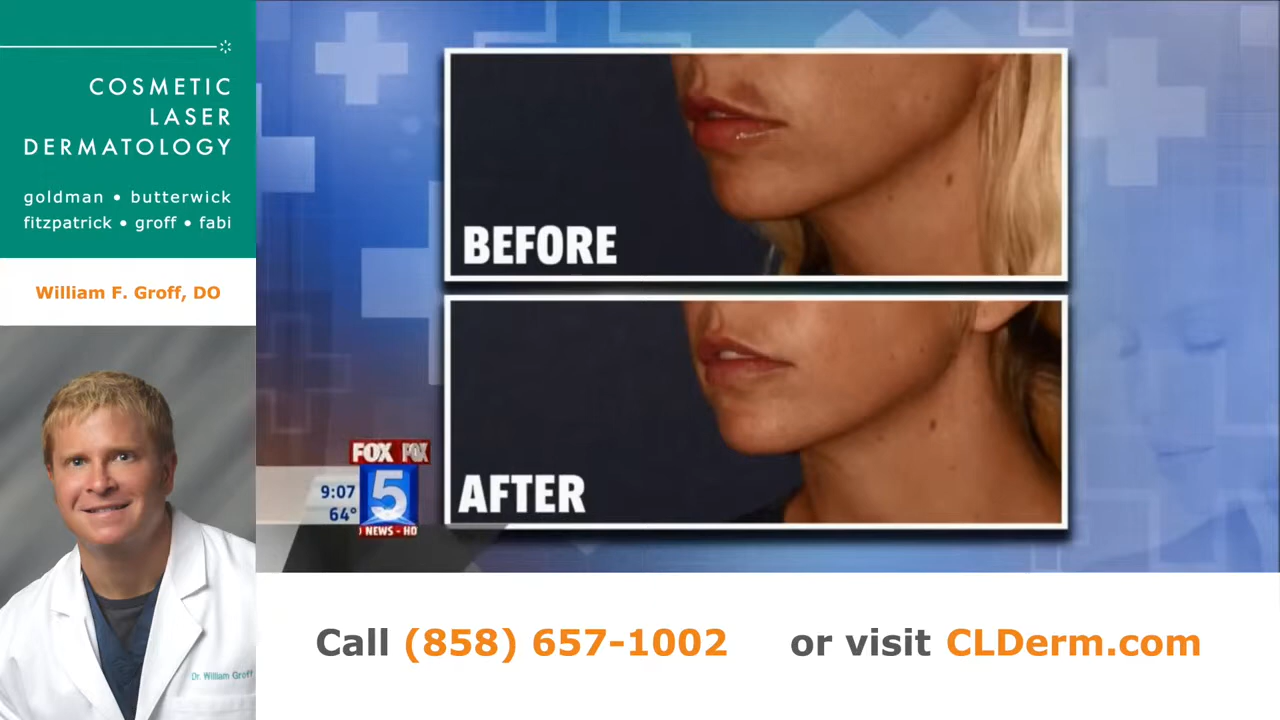 COSMETIC
LASER
DERMATOLOGY
goldman • butterwick
fitzpatrick • groff • fabi
William F. Groff, DO
Dr. William Groff
BEFORE
AFTER
FOX FOX
5
9:07
64°
NEWS - HD
Call (858) 657-1002 or visit CLDerm.com